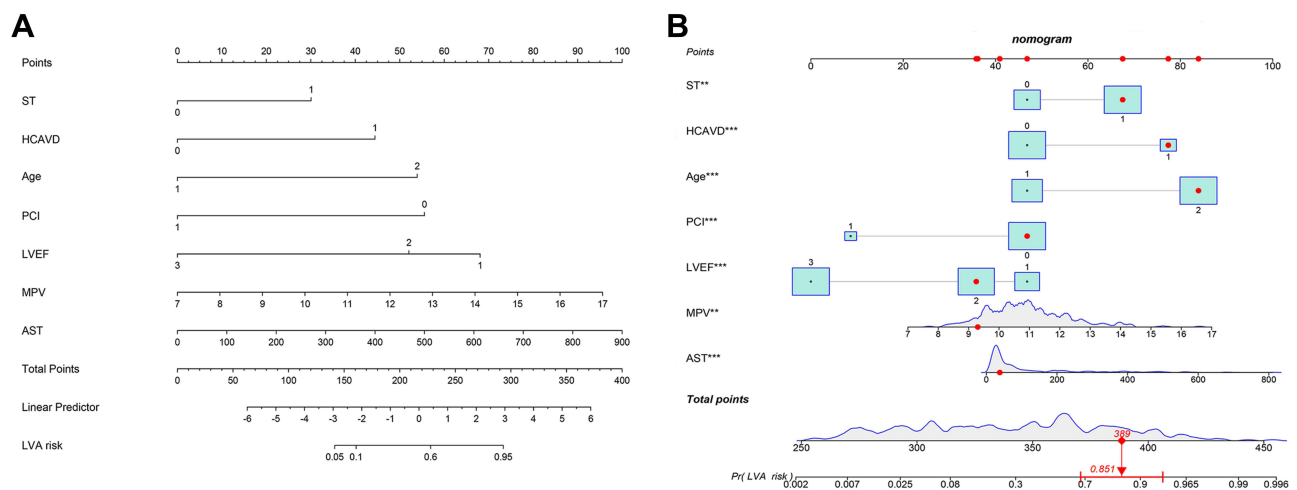 A
0 10 20 30 40 50 60 70 80 90 100
Points
1
ST
0
1
HCAVD
0
2
Age
1
0
PCI
1
2
LVEF
3 1
MPV
7 8 9 10 11 12 13 14 15 16 17
AST
0 100 200 300 400 500 600 700 800 900
Total Points
0 50 100 150 200 250 300 350 400
Linear Predictor
-6 -5 -4 -3 -2 -1 0 1 2 3 4 5 6
LVA risk
0.05 0.1 0.6 0.95
B
nomogram
Points
0 20 40 60 80 100
ST**
0
1
HCAVD***
0
1
Age***
1
2
PCI***
1
0
LVEF***
3 1
2
MPV**
7 8 9 10 11 12 13 14 15 16 17
AST***
0 200 400 600 800
Total points
389
250 300 350 400 450
0.851
Pr( LVA risk)
0.002 0.007 0.025 0.08 0.3 0.7 0.9 0.965 0.99 0.996